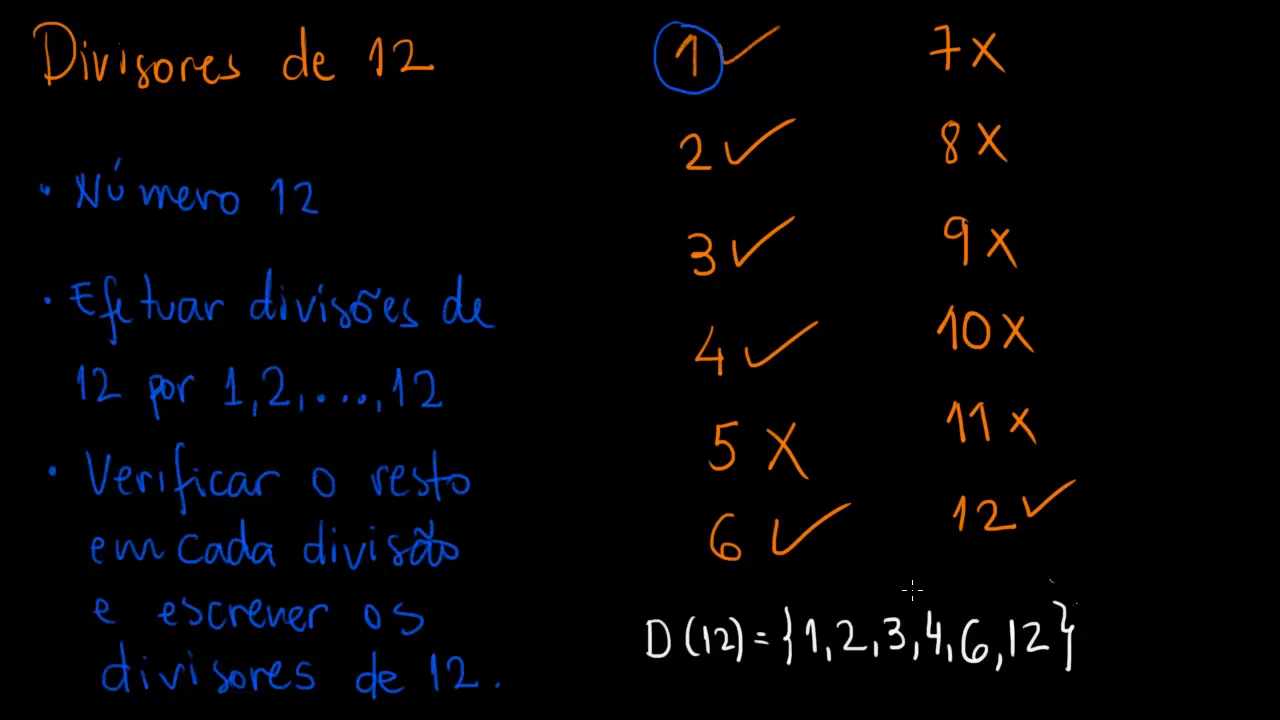 Divisores de 12
• Número 12
• Efetuar divisões de
12 por 1, 2, ..., 12
• Verificar o resto
em cada divisão
e escrever os
divisores de 12.
1 ✓
2 ✓
3 ✓
4 ✓
5 X
6 ✓
7 X
8 X
9 X
10 X
11 X
12 ✓
D(12) = {1, 2, 3, 4, 6, 12}